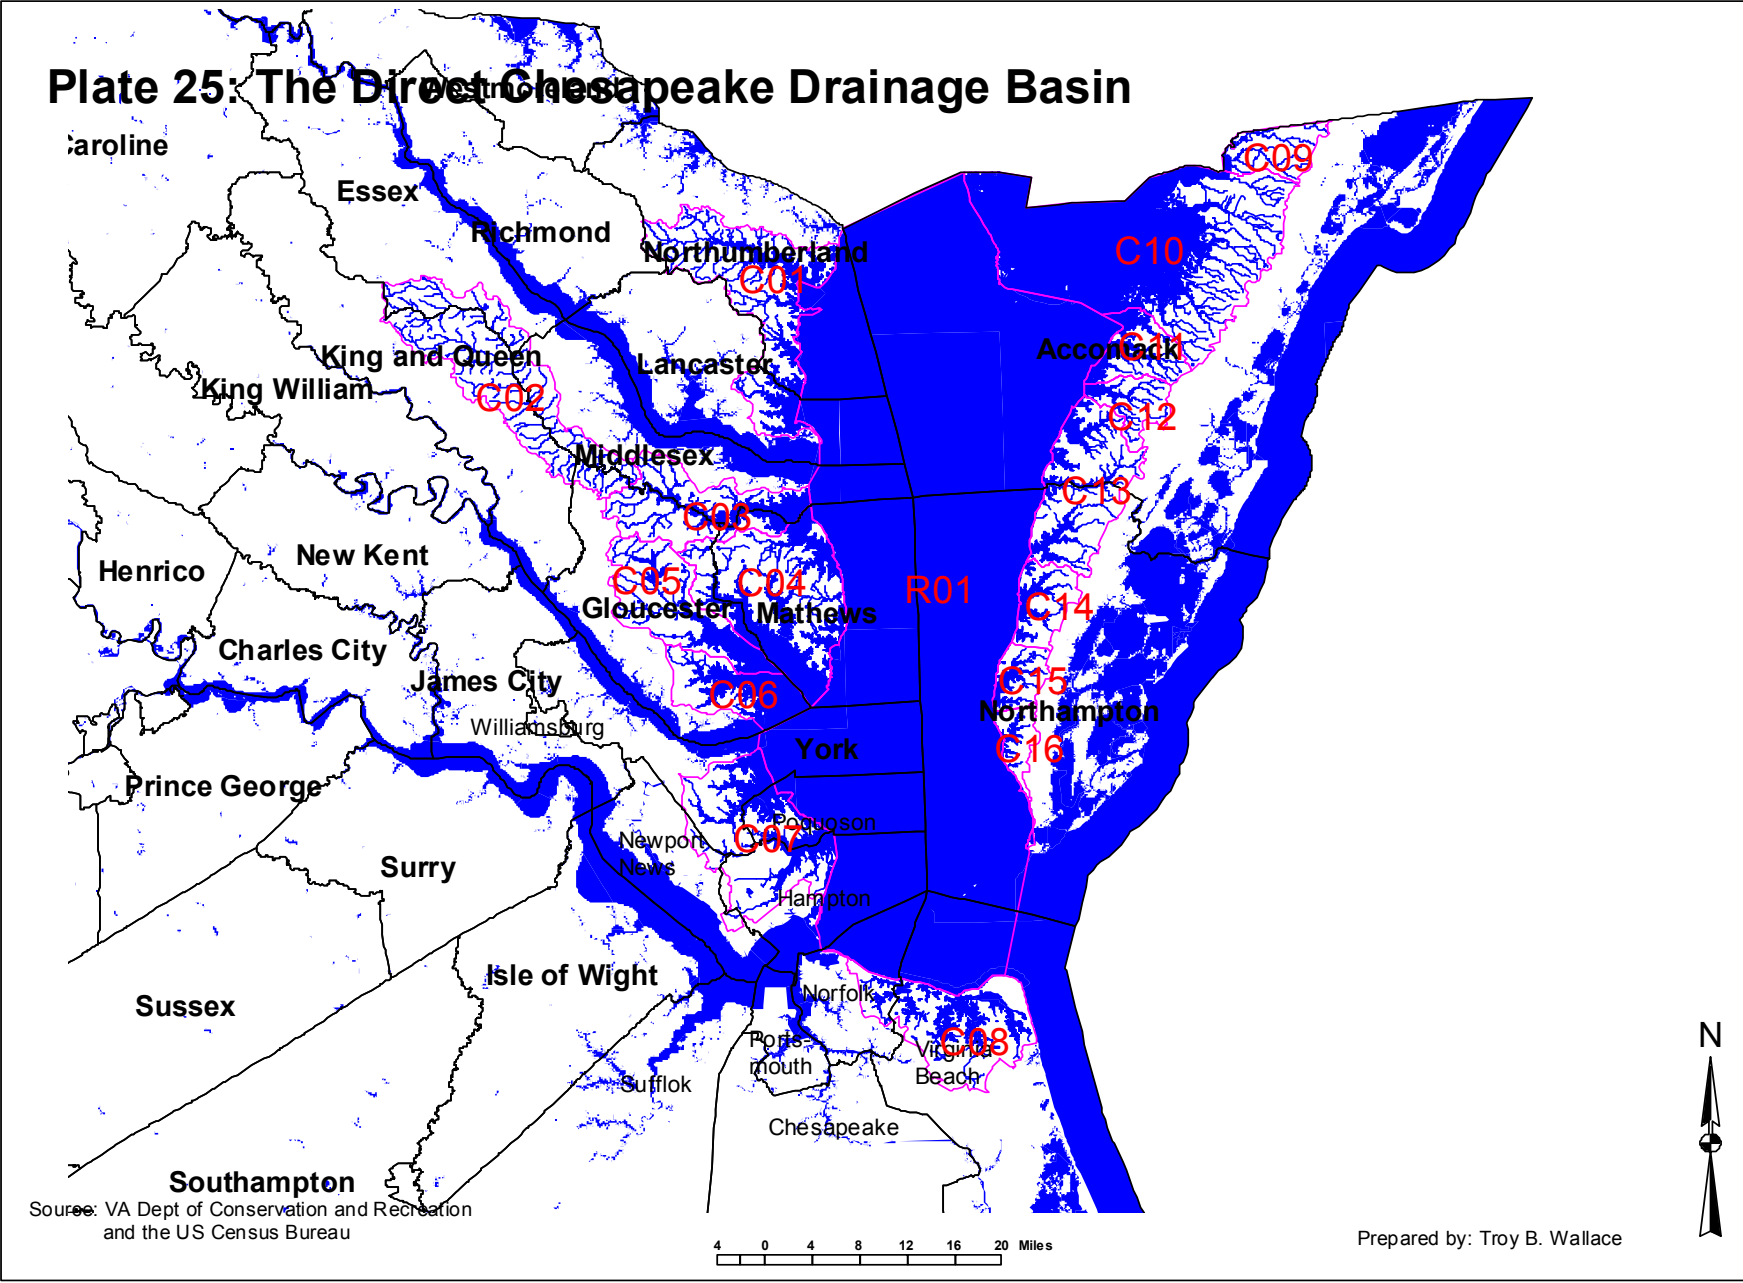 Plate 25: The Direct Chesapeake Drainage Basin
Westmoreland
Caroline
C09
Essex
Richmond
Northumberland
C10
C01
King and Queen
Accomack
C11
Lancaster
King William
C02
C12
Middlesex
C13
C03
New Kent
Henrico
C05
C04
R01
Gloucester
Mathews
C14
Charles City
James City
C15
C06
Northampton
Williamsburg
York
C16
Prince George
Poquoson
Newport
News
C07
Surry
Hampton
Isle of Wight
Norfolk
Sussex
Ports-
mouth
Virginia
Beach
C08
N
Sufflok
Chesapeake
Southampton
Source: VA Dept of Conservation and Recreation
and the US Census Bureau
Prepared by: Troy B. Wallace
4 0 4 8 12 16 20 Miles